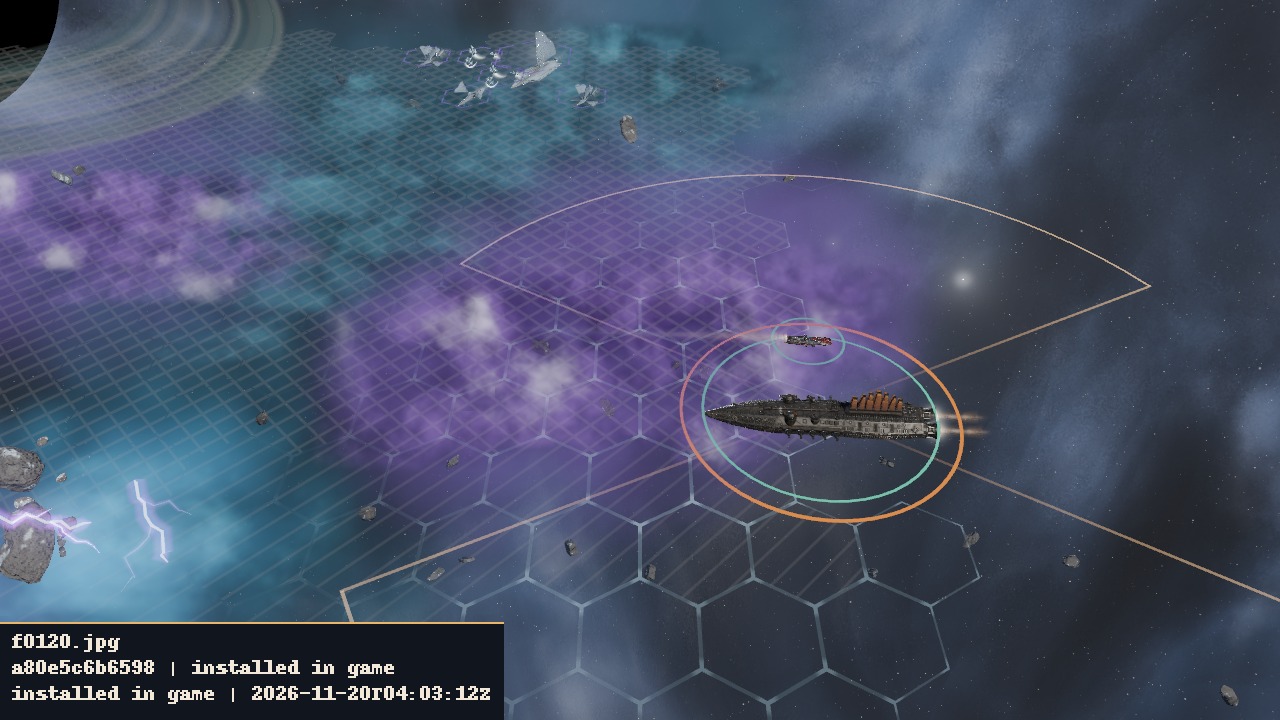 f0120.jpg
a80e5c6b6598 | installed in game
installed in game | 2026-11-20T04:03:12Z